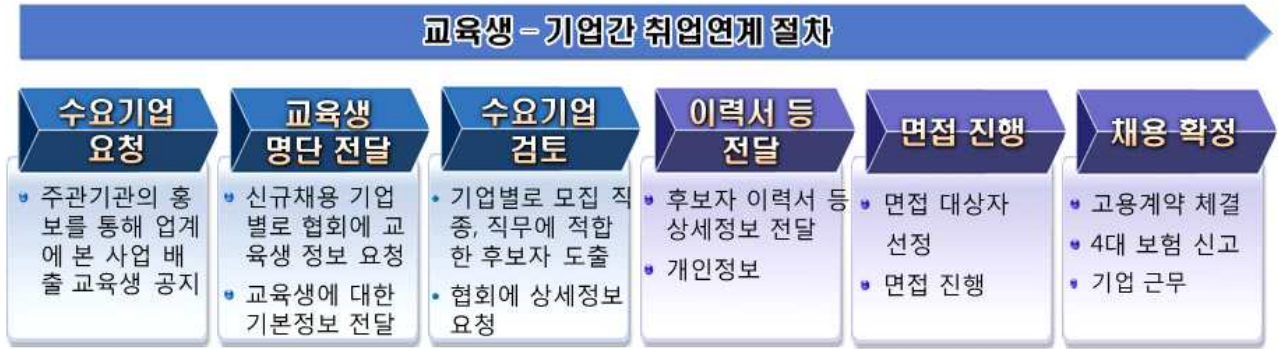 교육생 – 기업간 취업연계 절차
수요기업
요청
주관기관의 홍
보를 통해 업계
에 본 사업 배
출 교육생 공지
교육생
명단 전달
신규채용 기업
별로 협회에 교
육생 정보 요청
교육생에 대한
기본정보 전달
수요기업
검토
기업별로 모집 직
종, 직무에 적합
한 후보자 도출
협회에 상세정보
요청
이력서 등
전달
후보자 이력서 등
상세정보 전달
개인정보
면접 진행
면접 대상자
선정
면접 진행
채용 확정
고용계약 체결
4대 보험 신고
기업 근무